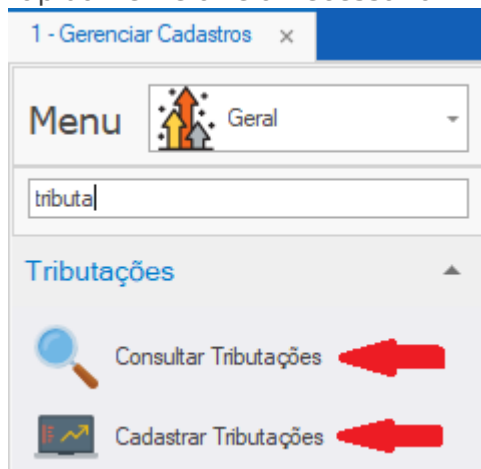 1 - Gerenciar Cadastros ×
Menu Geral
tributa
Tributações
Consultar Tributações
Cadastrar Tributações